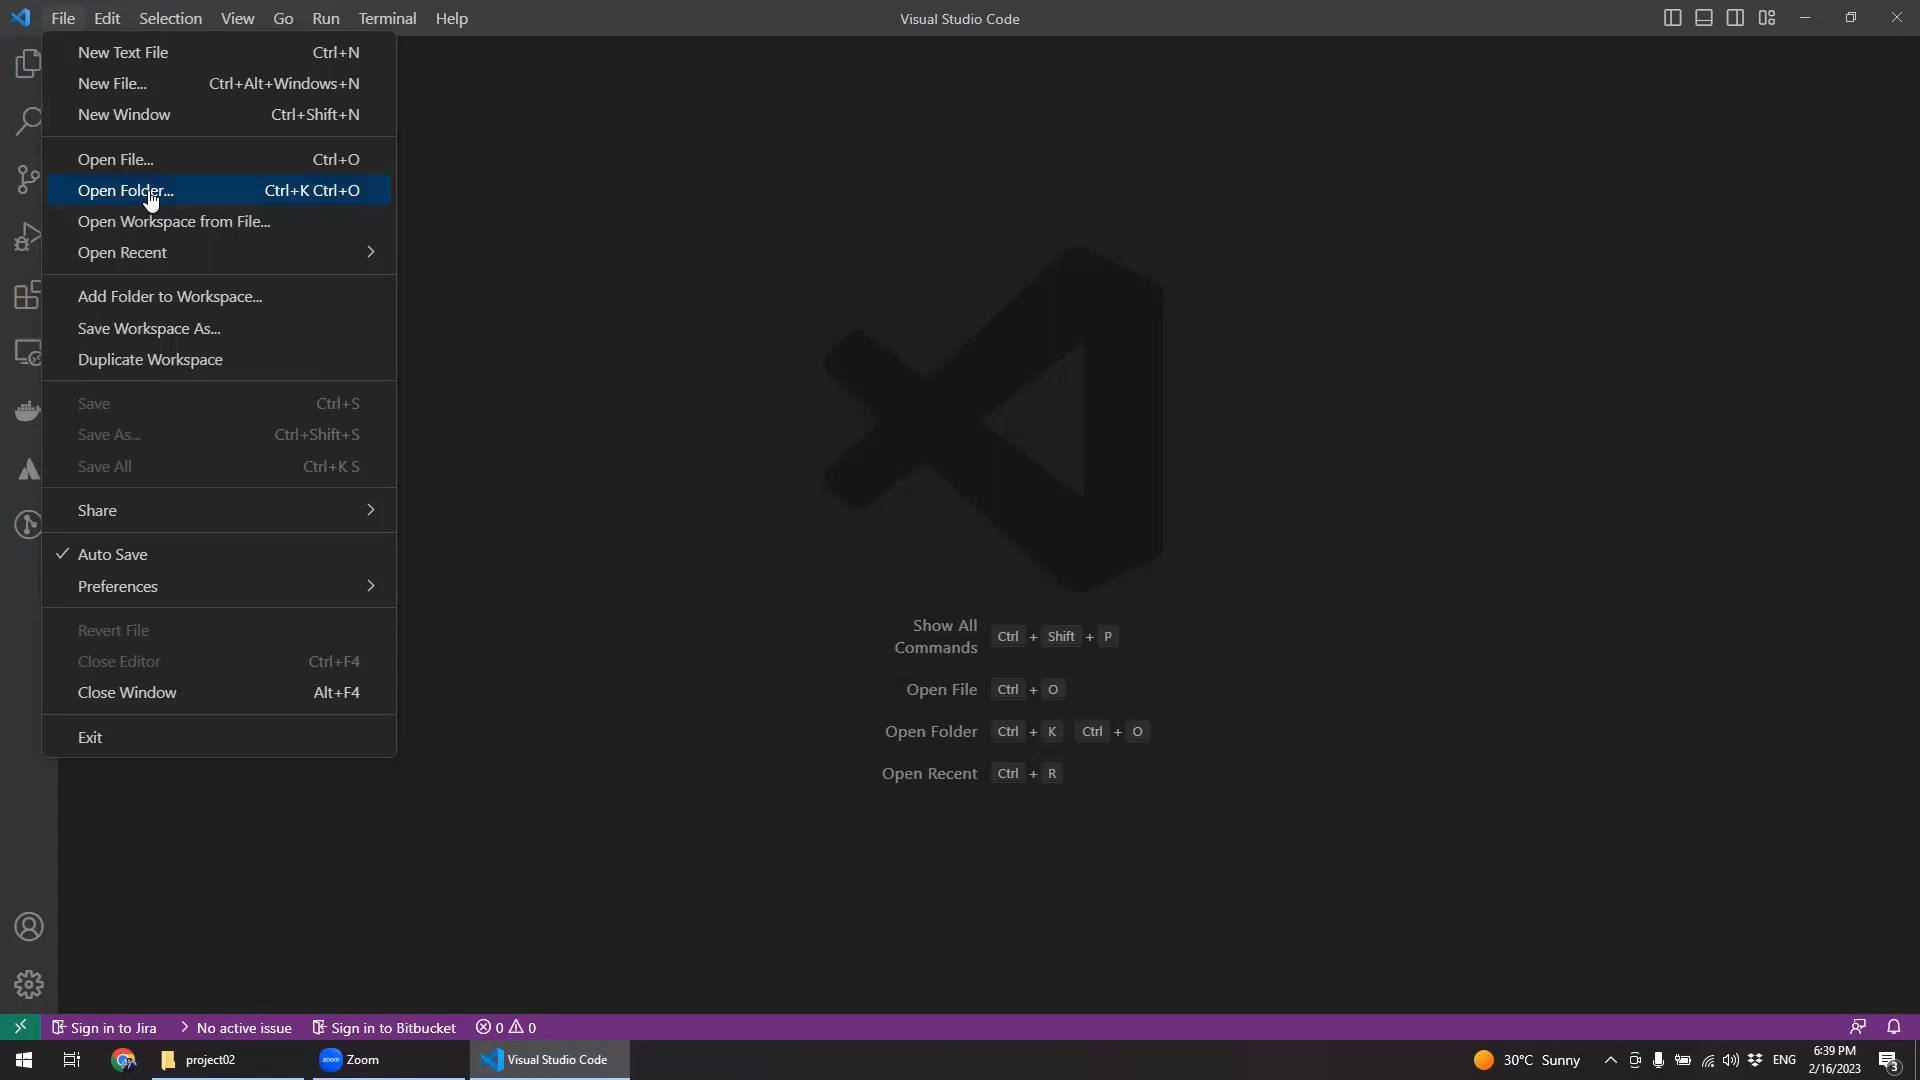 File Edit Selection View Go Run Terminal Help
Visual Studio Code
New Text File Ctrl+N
New File... Ctrl+Alt+Windows+N
New Window Ctrl+Shift+N
Open File... Ctrl+O
Open Folder... Ctrl+K Ctrl+O
Open Workspace from File...
Open Recent
Add Folder to Workspace...
Save Workspace As...
Duplicate Workspace
Save Ctrl+S
Save As... Ctrl+Shift+S
Save All Ctrl+K S
Share
Auto Save
Preferences
Revert File
Close Editor Ctrl+F4
Close Window Alt+F4
Exit
Show All
Commands Ctrl + Shift + P
Open File Ctrl + O
Open Folder Ctrl + K Ctrl + O
Open Recent Ctrl + R
Sign in to Jira No active issue Sign in to Bitbucket 0 0
project02 zoom Zoom Visual Studio Code 30°C Sunny ENG
6:39 PM
2/16/2023
3